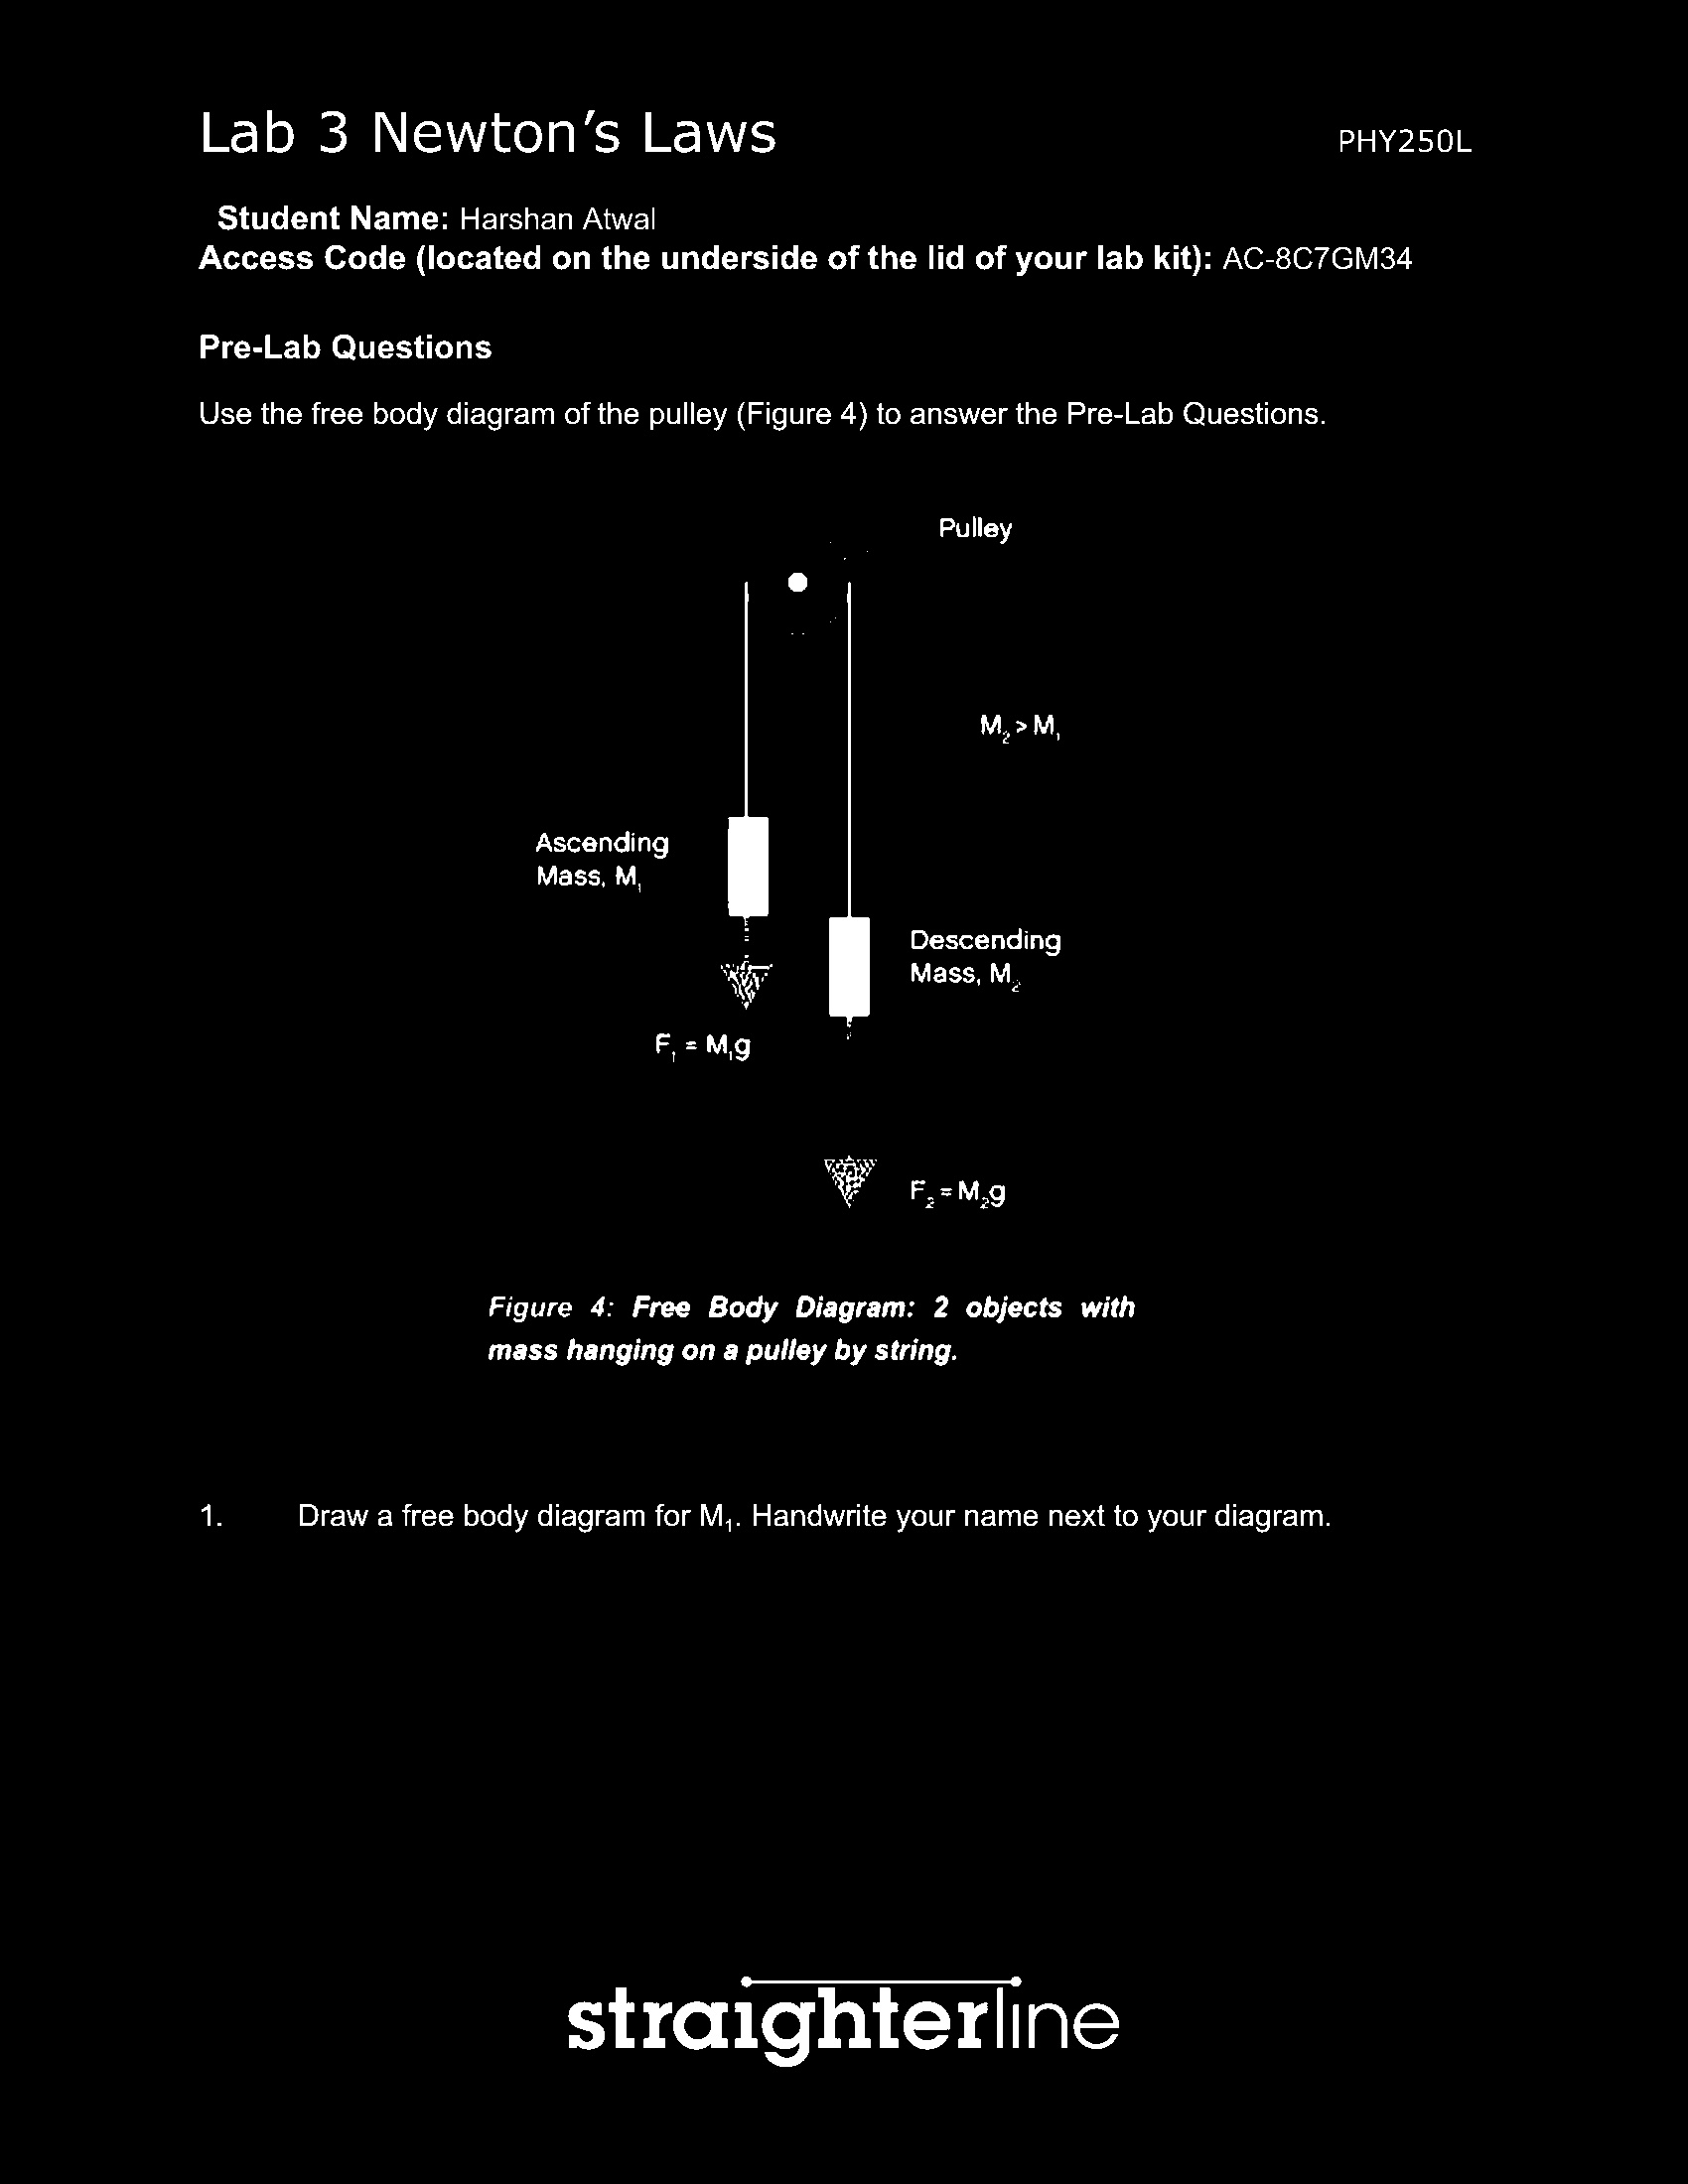 Lab 3 Newton’s Laws PHY250L
Student Name: Harshan Atwal
Access Code (located on the underside of the lid of your lab kit): AC-8C7GM34
Pre-Lab Questions
Use the free body diagram of the pulley (Figure 4) to answer the Pre-Lab Questions.
Pulley
M₂ > M₁
Ascending
Mass, M₁
Descending
Mass, M₂
F₁ = M₁g
F₂ = M₂g
Figure 4: Free Body Diagram: 2 objects with
mass hanging on a pulley by string.
1. Draw a free body diagram for M₁. Handwrite your name next to your diagram.
straighterline